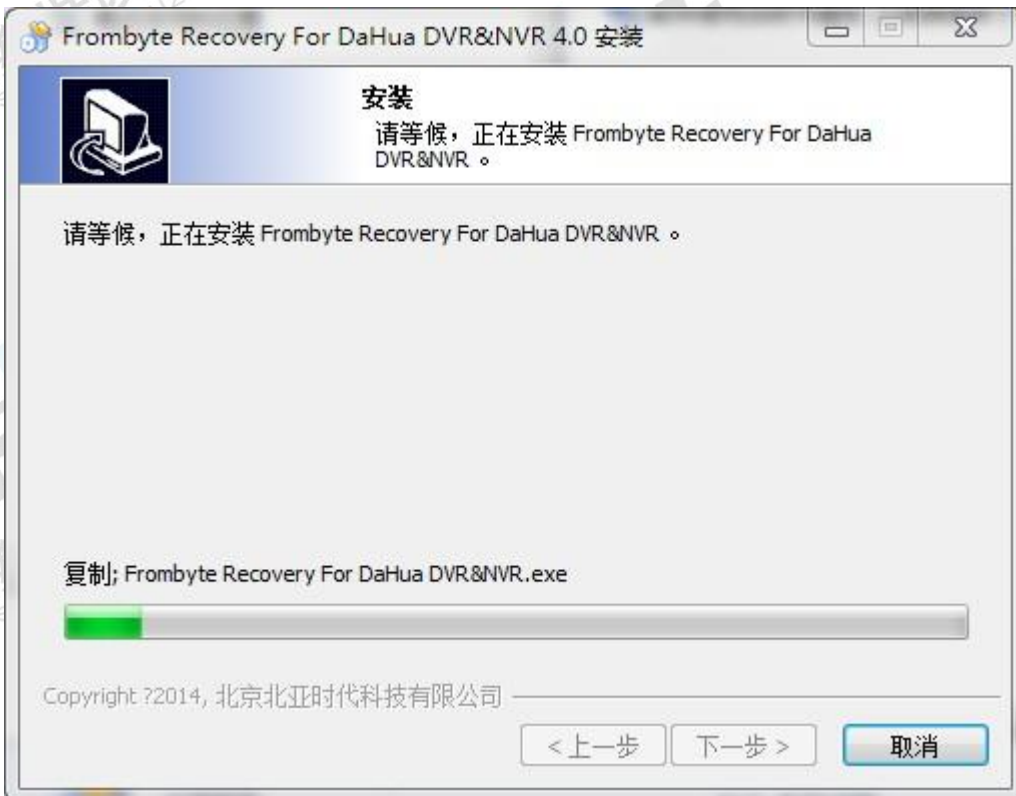 Frombyte Recovery For DaHua DVR&NVR 4.0 安装
安装
请等候，正在安装 Frombyte Recovery For DaHua
DVR&NVR 。
请等候，正在安装 Frombyte Recovery For DaHua DVR&NVR 。
复制; Frombyte Recovery For DaHua DVR&NVR.exe
Copyright ?2014, 北京北亚时代科技有限公司
<上一步 下一步> 取消